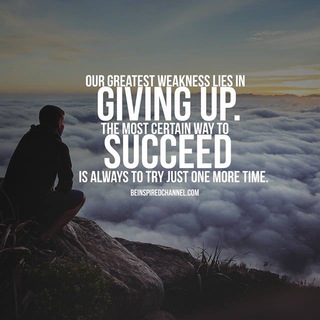 OUR GREATEST WEAKNESS LIES IN
GIVING UP.
THE MOST CERTAIN WAY TO
SUCCEED
IS ALWAYS TO TRY JUST ONE MORE TIME.
BEINSPIREDCHANNEL.COM